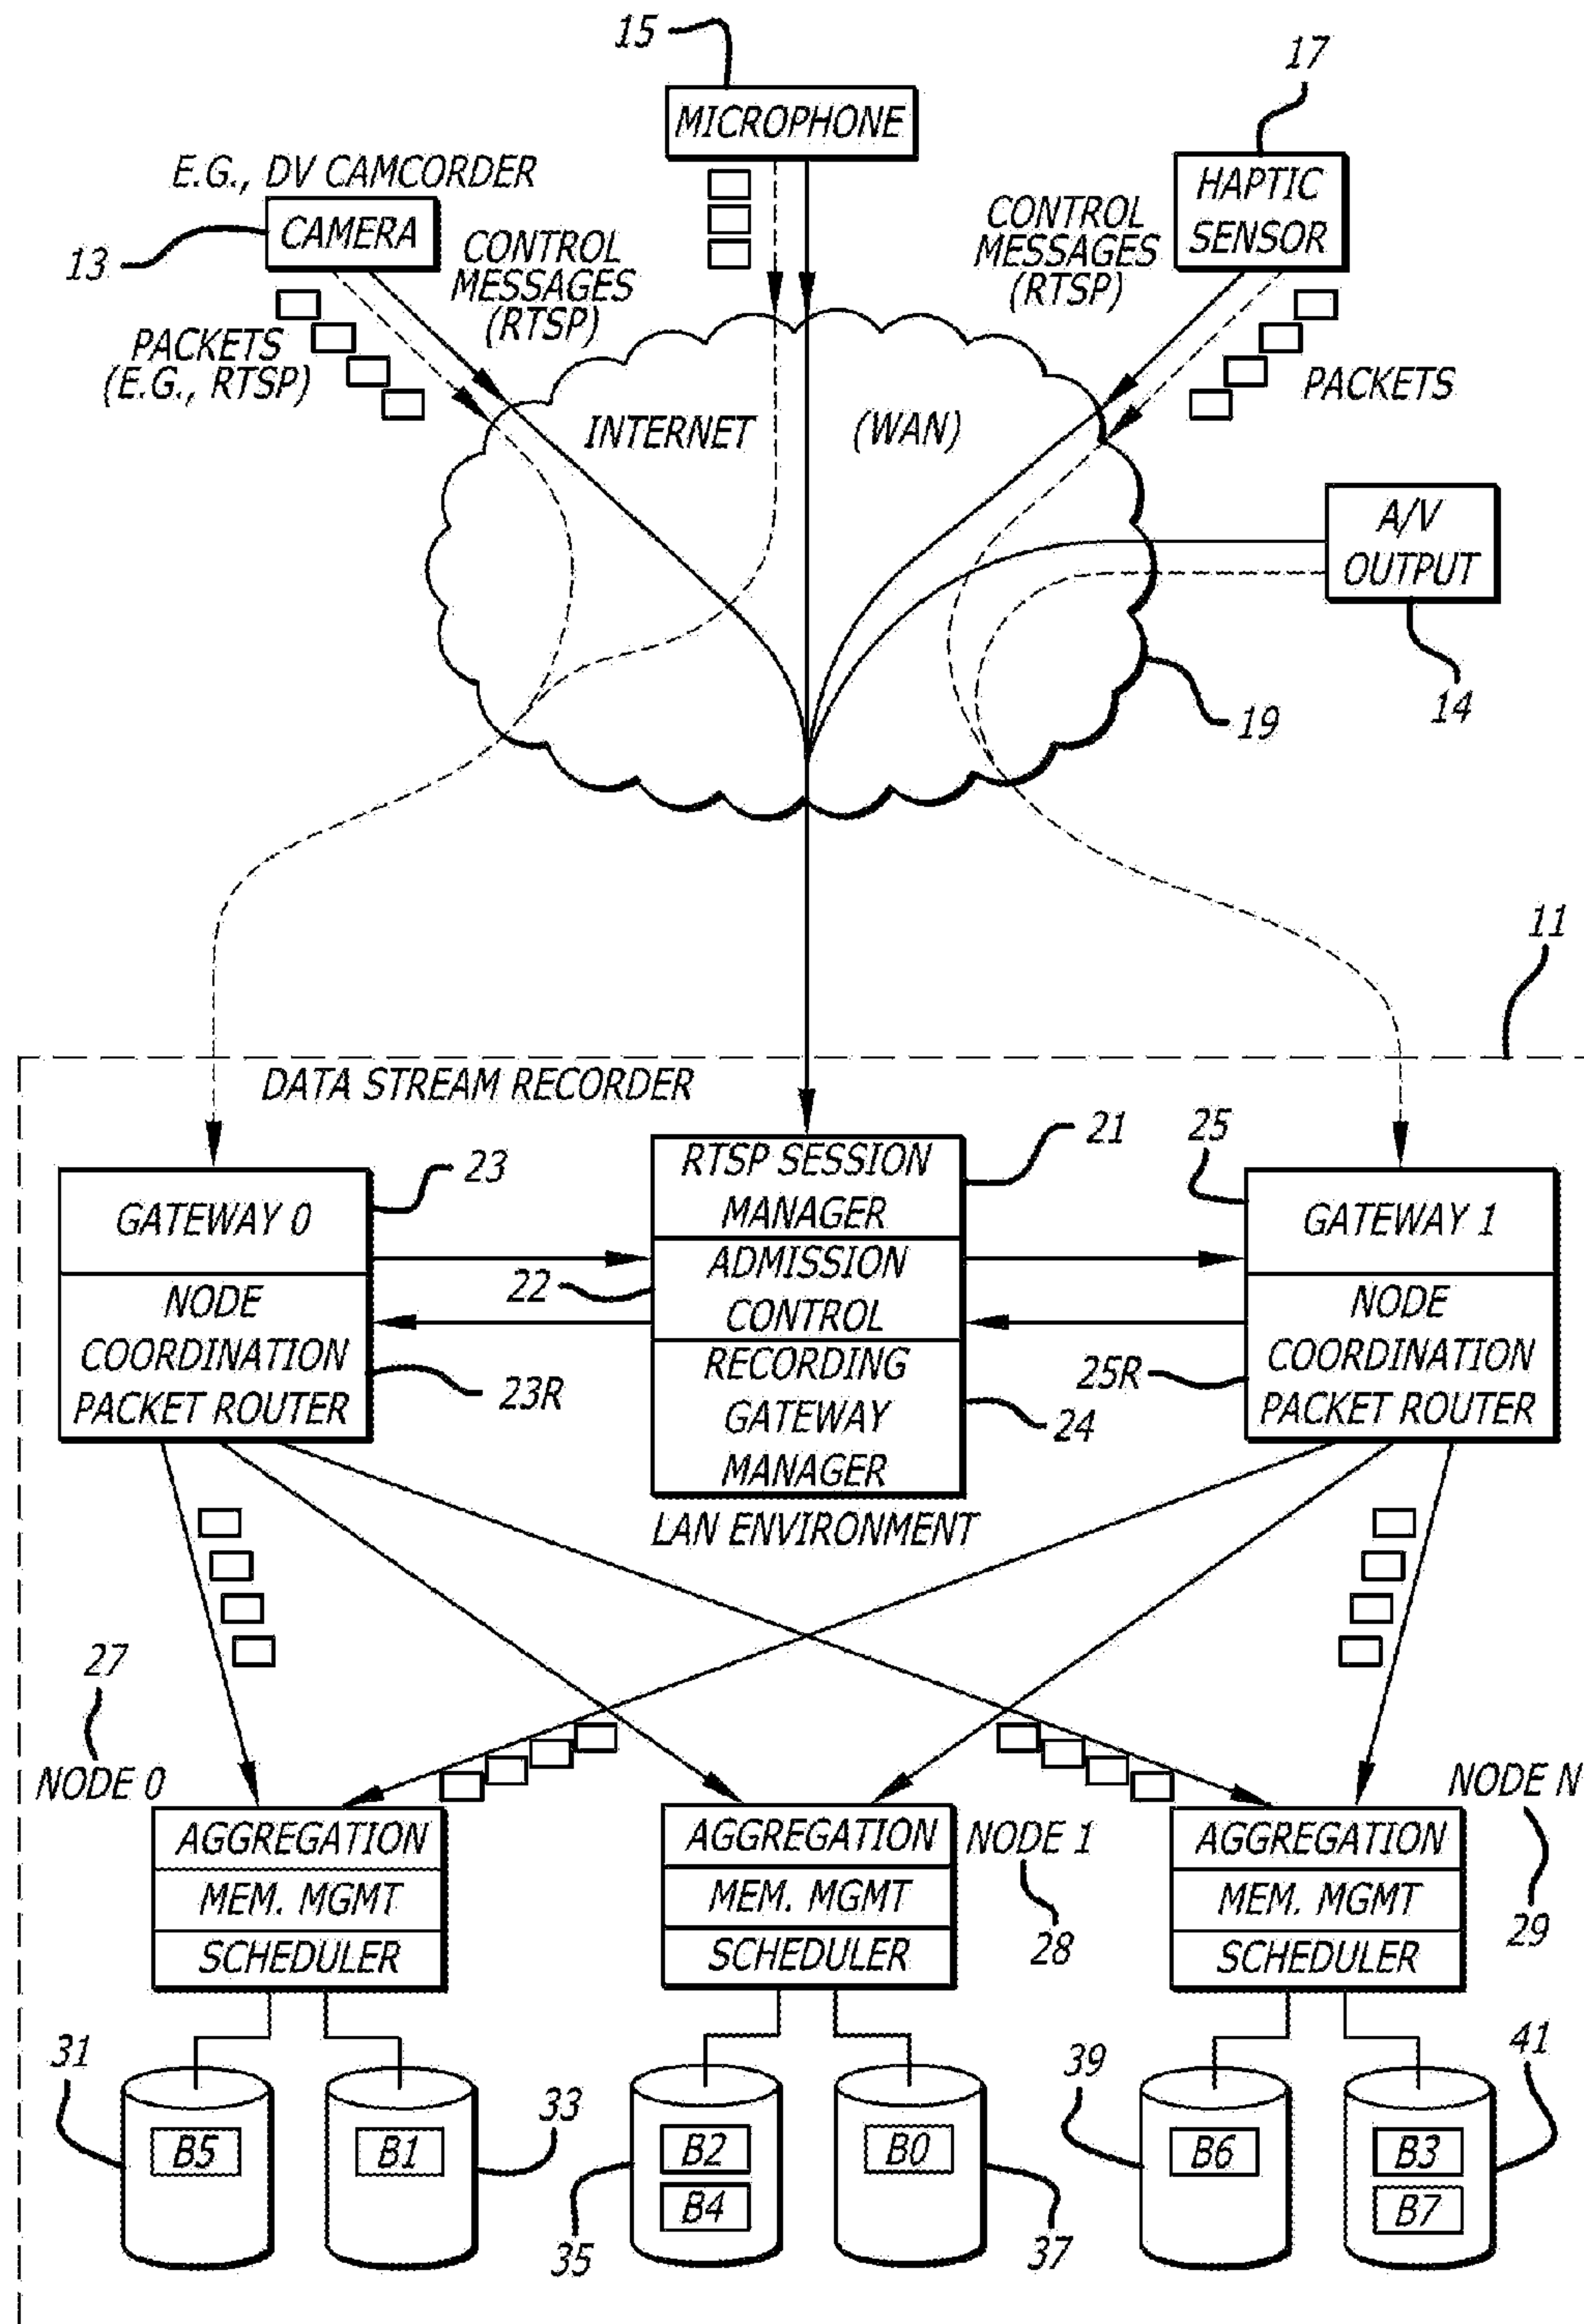 15
17
MICROPHONE
E.G., DV CAMCORDER
HAPTIC
SENSOR
CAMERA
13
CONTROL
MESSAGES
(RTSP)
CONTROL
MESSAGES
(RTSP)
PACKETS
(E.G., RTSP)
PACKETS
INTERNET
(WAN)
A/V
OUTPUT
14
19
11
DATA STREAM RECORDER
21
25
23
RTSP SESSION
MANAGER
GATEWAY 0
GATEWAY 1
22
ADMISSION
CONTROL
NODE
COORDINATION
PACKET ROUTER
23R
RECORDING
GATEWAY
MANAGER
24
25R
NODE
COORDINATION
PACKET ROUTER
LAN ENVIRONMENT
27
NODE 0
NODE N
29
AGGREGATION
MEM. MGMT
SCHEDULER
AGGREGATION
MEM. MGMT
SCHEDULER
NODE 1
28
AGGREGATION
MEM. MGMT
SCHEDULER
31
33
39
41
B5
B1
B2
B4
B0
B6
B3
B7
35
37